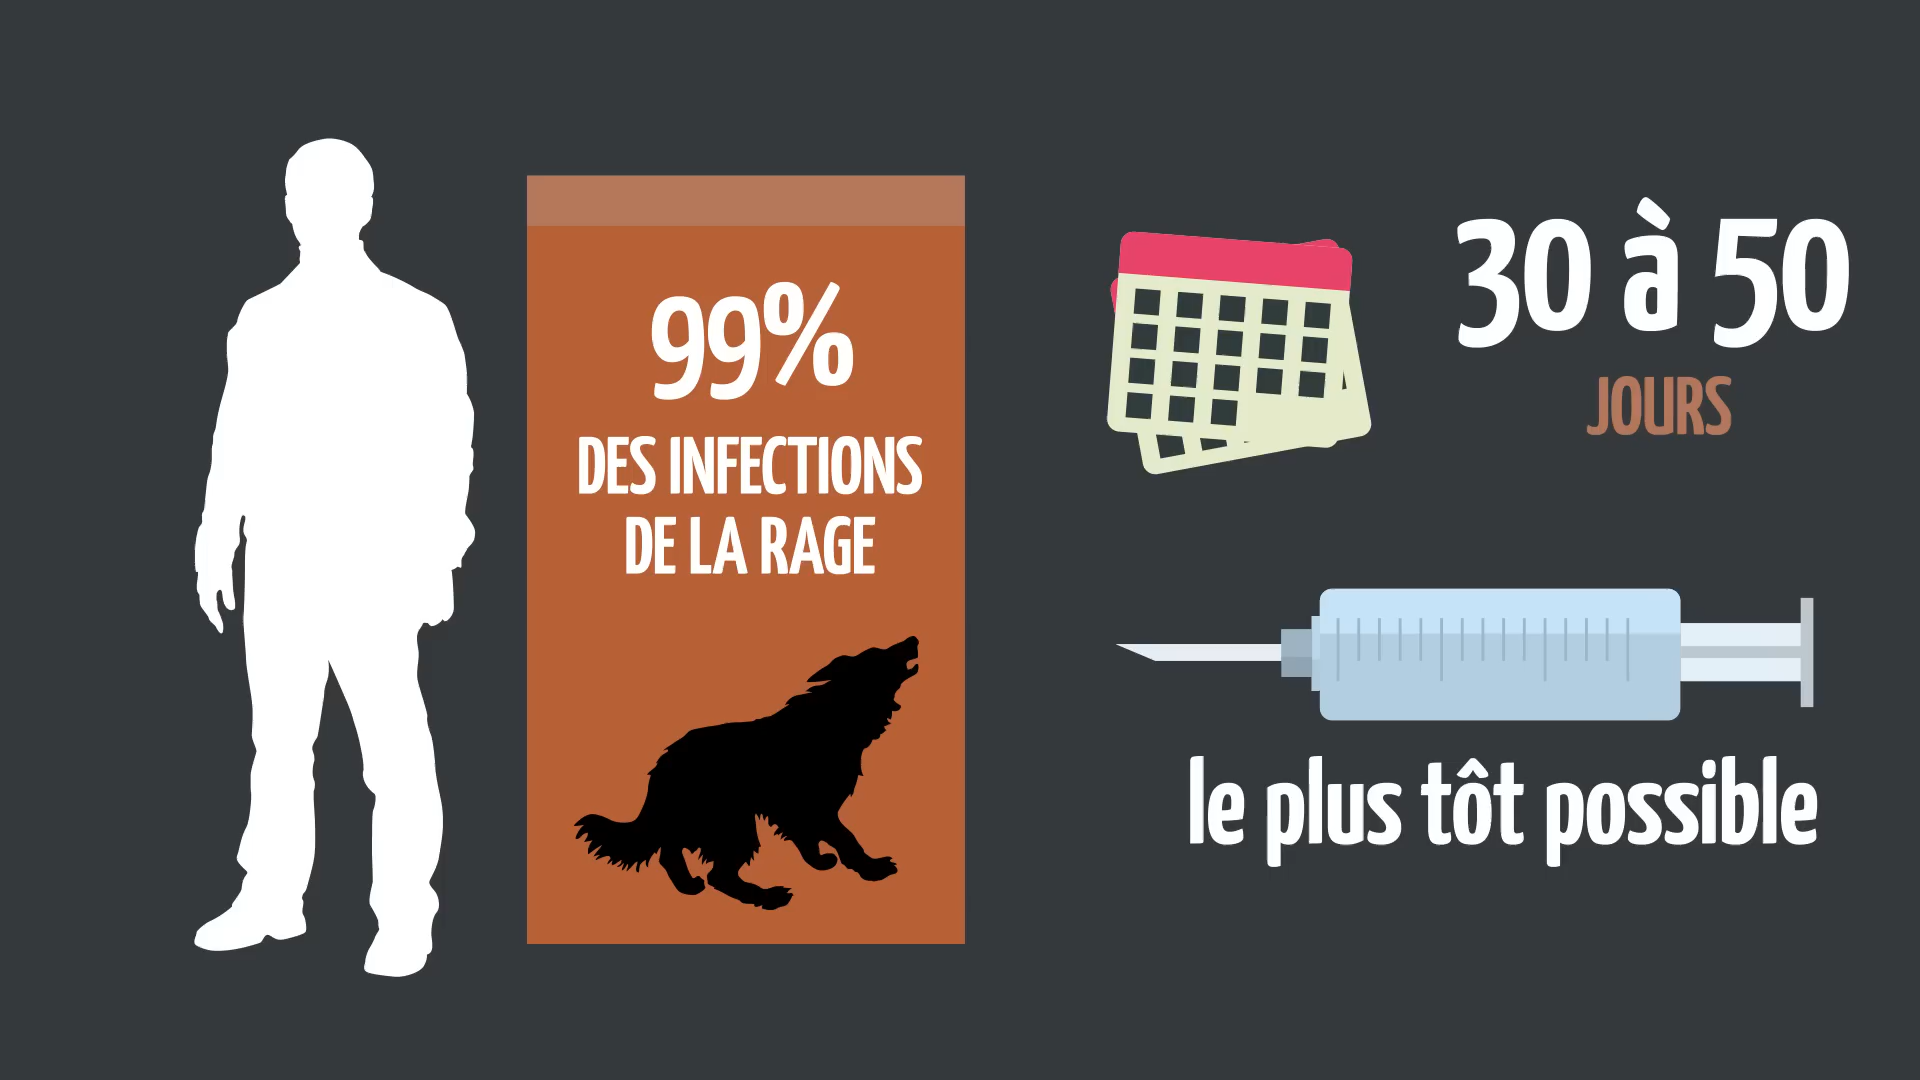 99%
DES INFECTIONS
DE LA RAGE
30 à 50
JOURS
le plus tôt possible